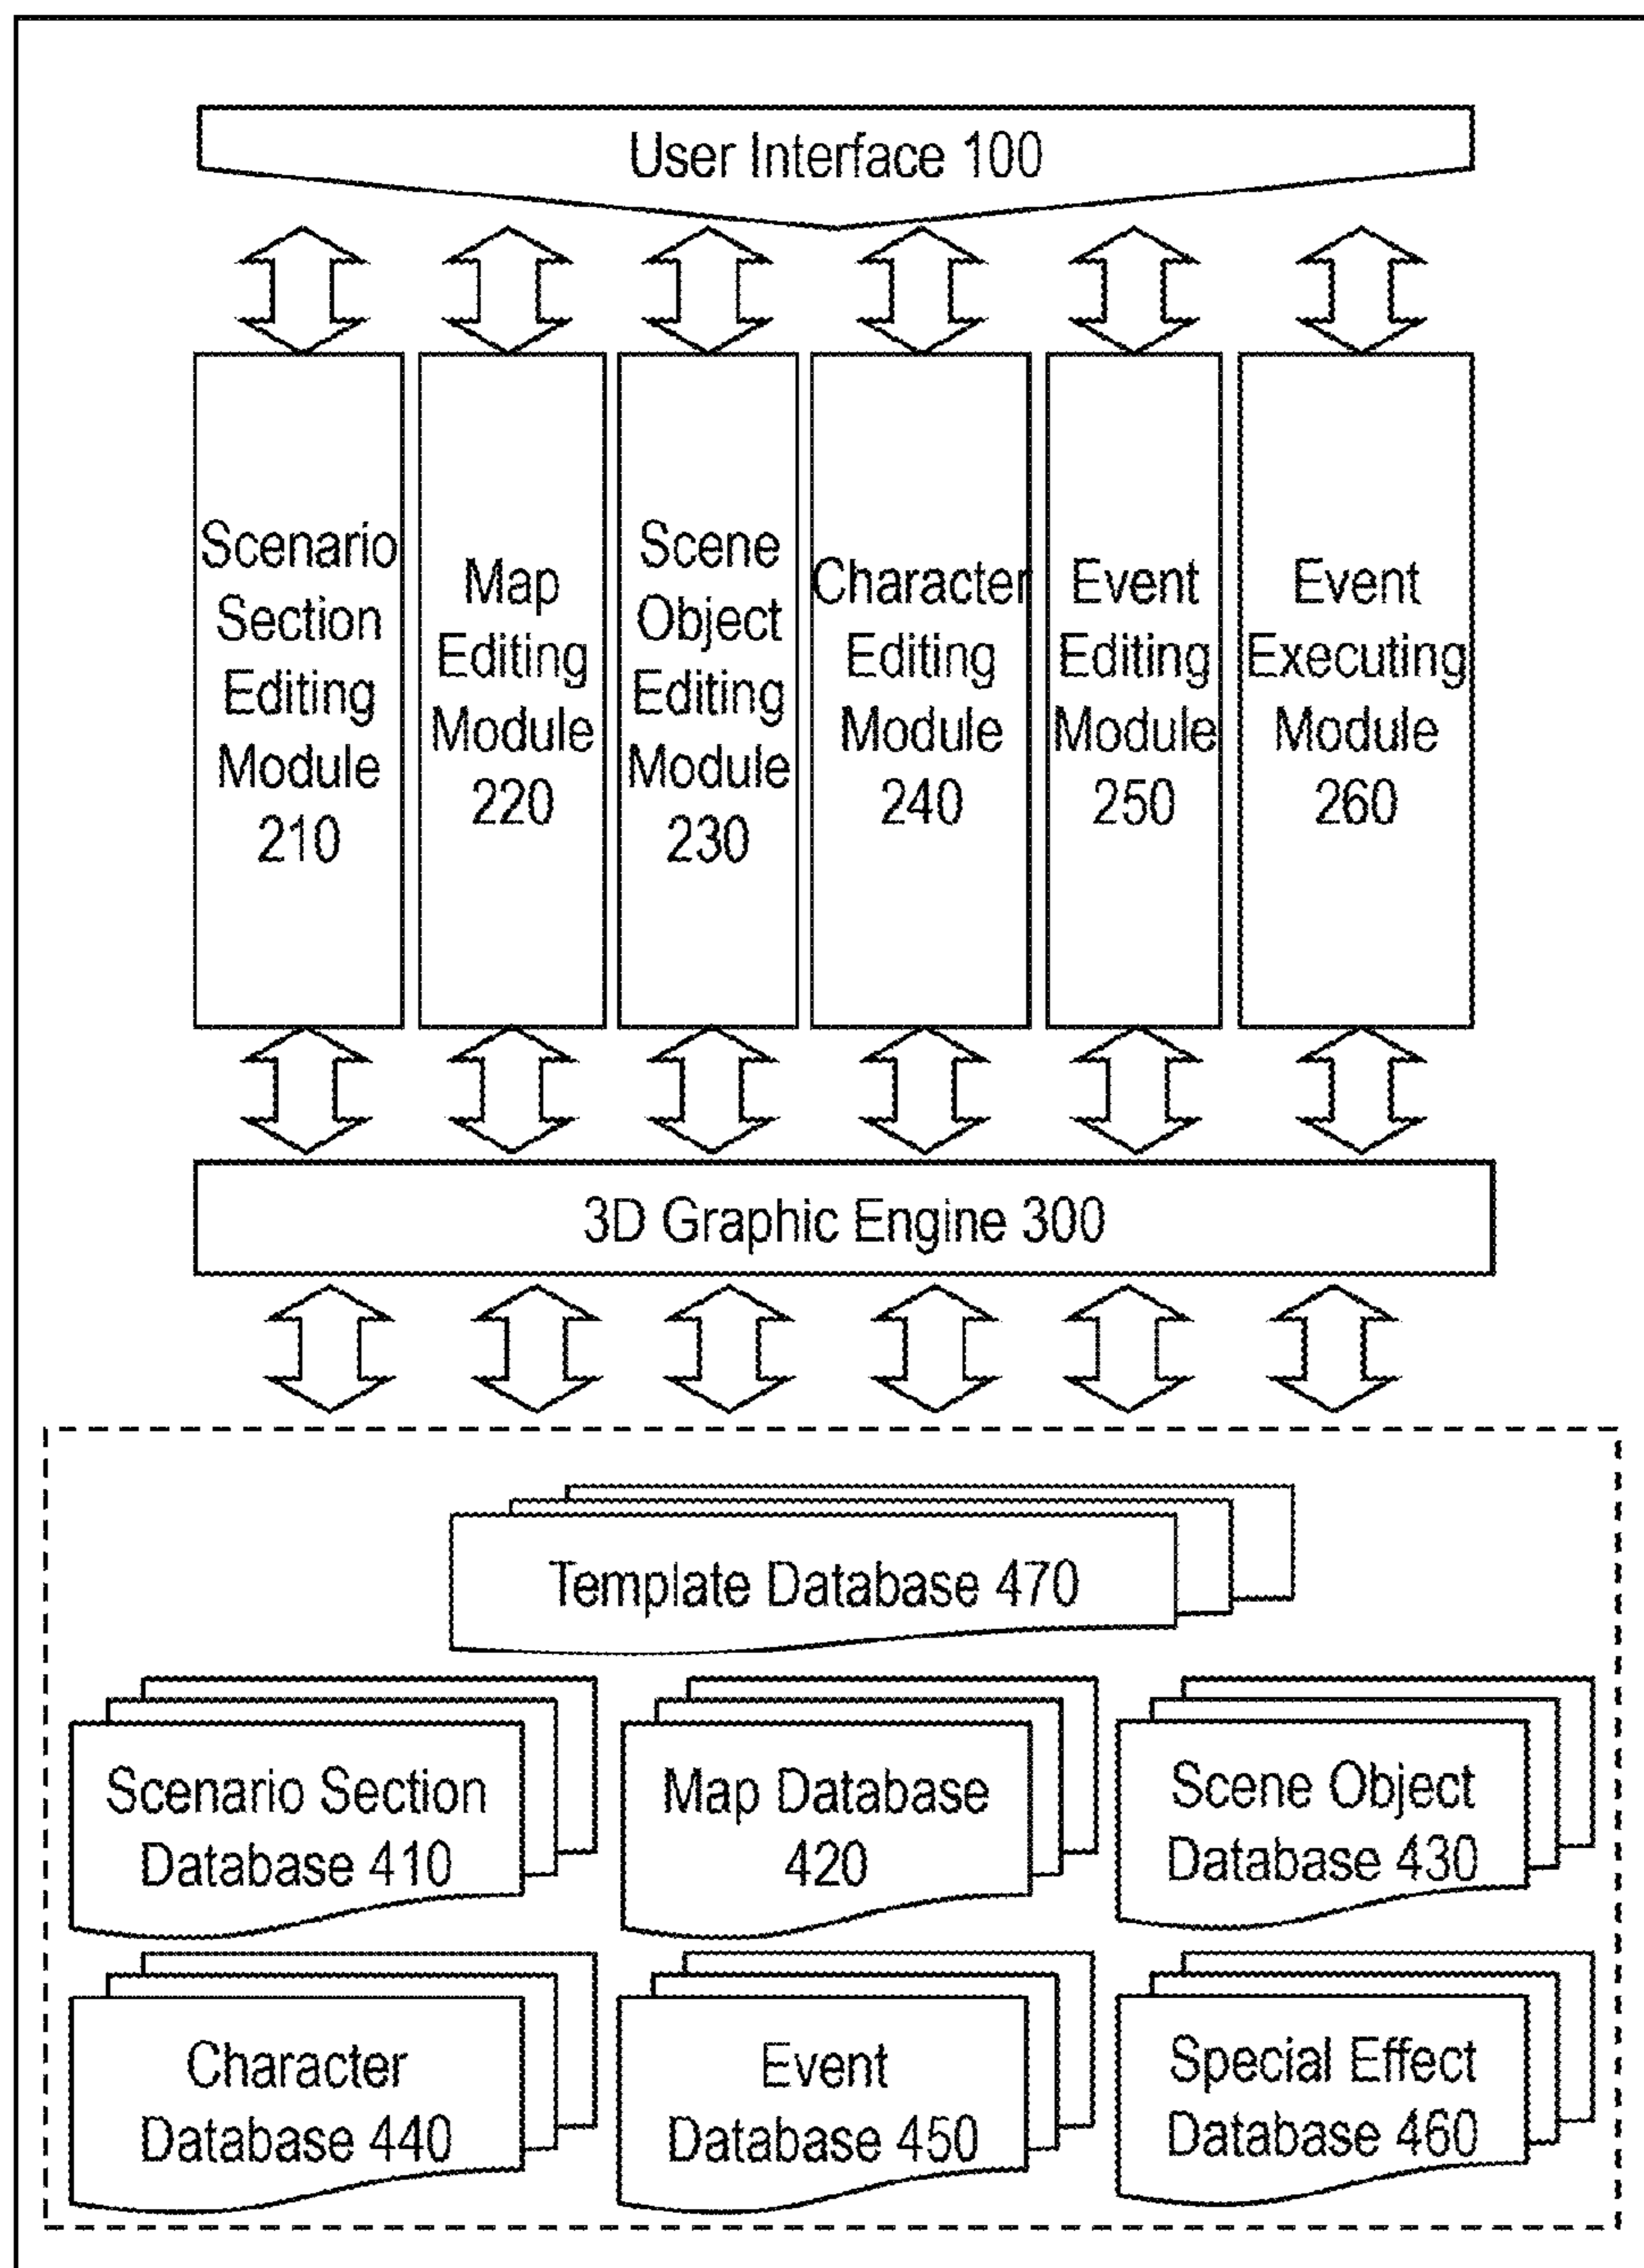 User Interface 100
Scenario
Section
Editing
Module
210
Map
Editing
Module
220
Scene
Object
Editing
Module
230
Character
Editing
Module
240
Event
Editing
Module
250
Event
Executing
Module
260
3D Graphic Engine 300
Template Database 470
Scenario Section
Database 410
Map Database
420
Scene Object
Database 430
Character
Database 440
Event
Database 450
Special Effect
Database 460